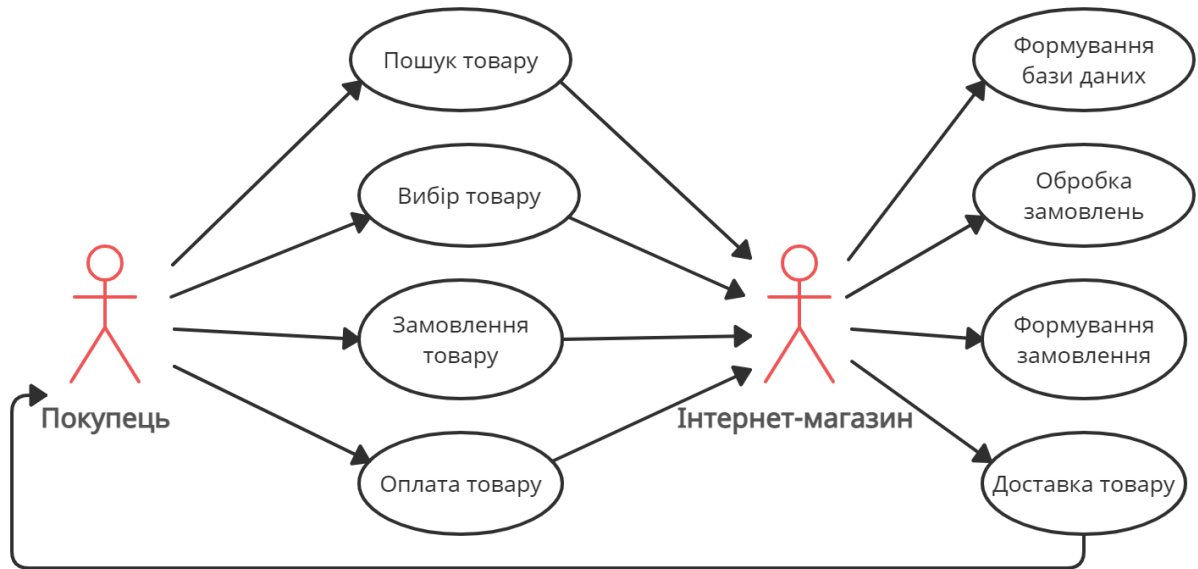 Пошук товару
Вибір товару
Замовлення
товару
Оплата товару
Покупець
Інтернет-магазин
Формування
бази даних
Обробка
замовлень
Формування
замовлення
Доставка товару